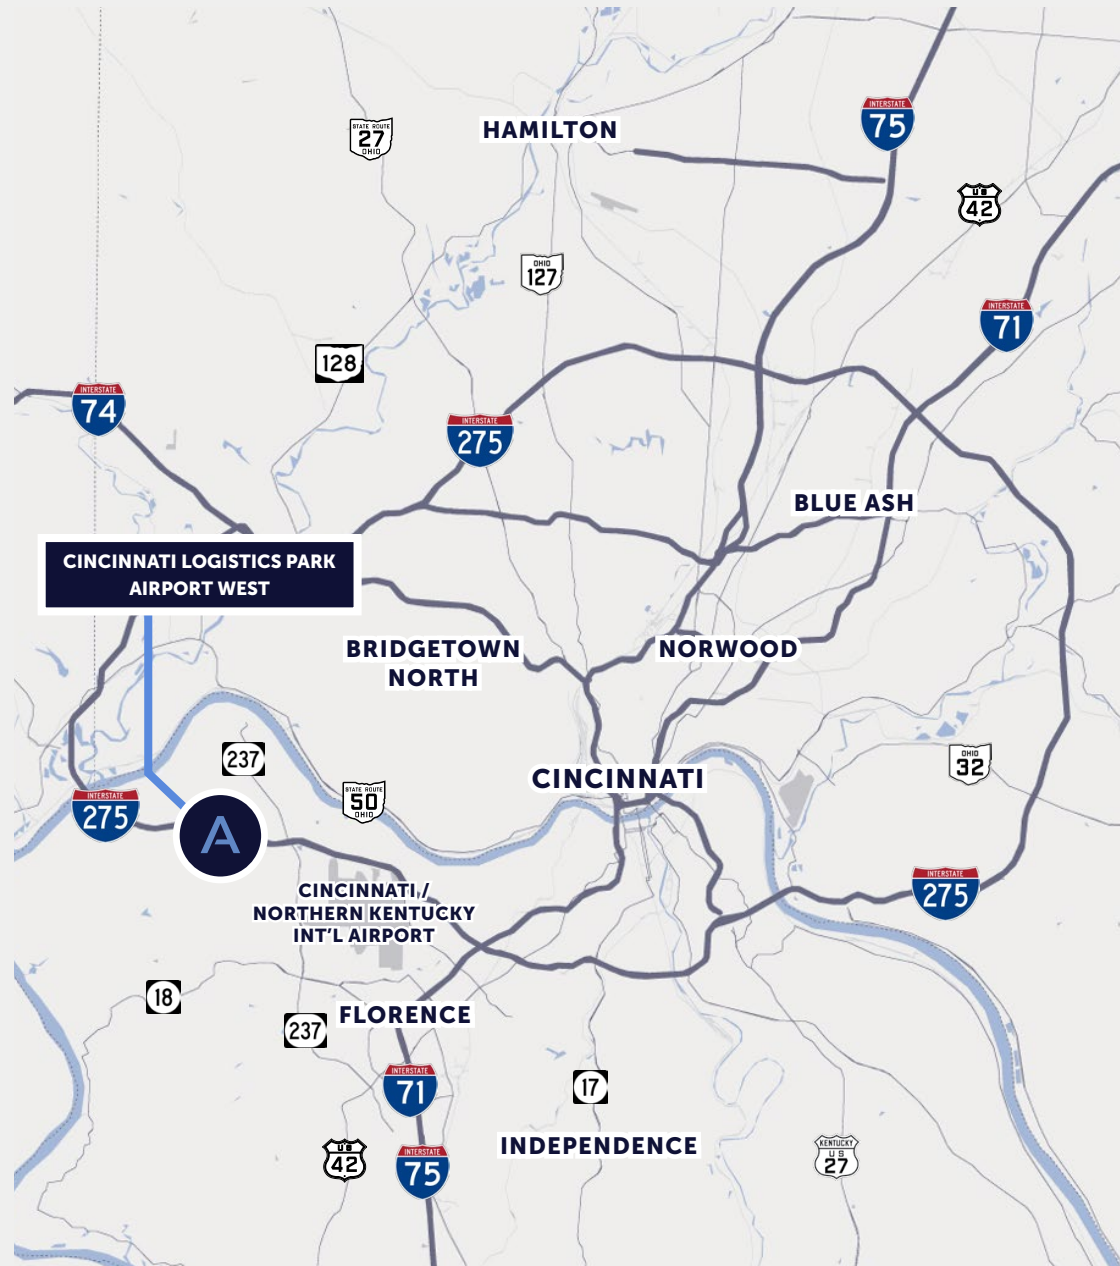 INTERSTATE
75
STATE ROUTE
27
OHIO
HAMILTON
US
42
OHIO
127
INTERSTATE
71
128
INTERSTATE
74
INTERSTATE
275
BLUE ASH
CINCINNATI LOGISTICS PARK
AIRPORT WEST
BRIDGETOWN
NORTH
NORWOOD
237
OHIO
32
CINCINNATI
STATE ROUTE
50
OHIO
INTERSTATE
275
A
INTERSTATE
275
CINCINNATI /
NORTHERN KENTUCKY
INT'L AIRPORT
18
237
FLORENCE
INTERSTATE
71
17
INDEPENDENCE
US
42
INTERSTATE
75
KENTUCKY
US
27